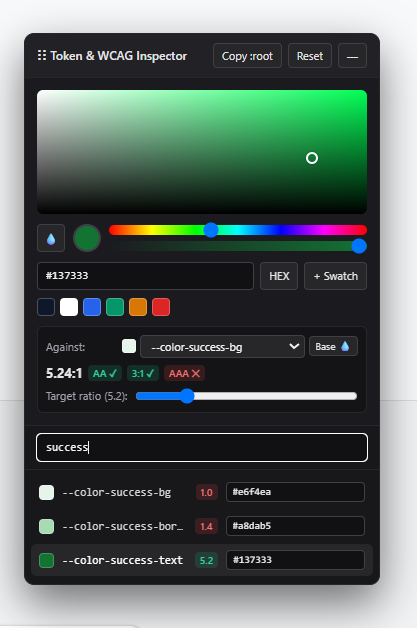 Token & WCAG Inspector Copy :root Reset —
#137333 HEX + Swatch
Against: --color-success-bg Base
5.24:1 AA ✓ 3:1 ✓ AAA ✕
Target ratio (5.2):
success
--color-success-bg 1.0 #e6f4ea
--color-success-bor… 1.4 #a8dab5
--color-success-text 5.2 #137333